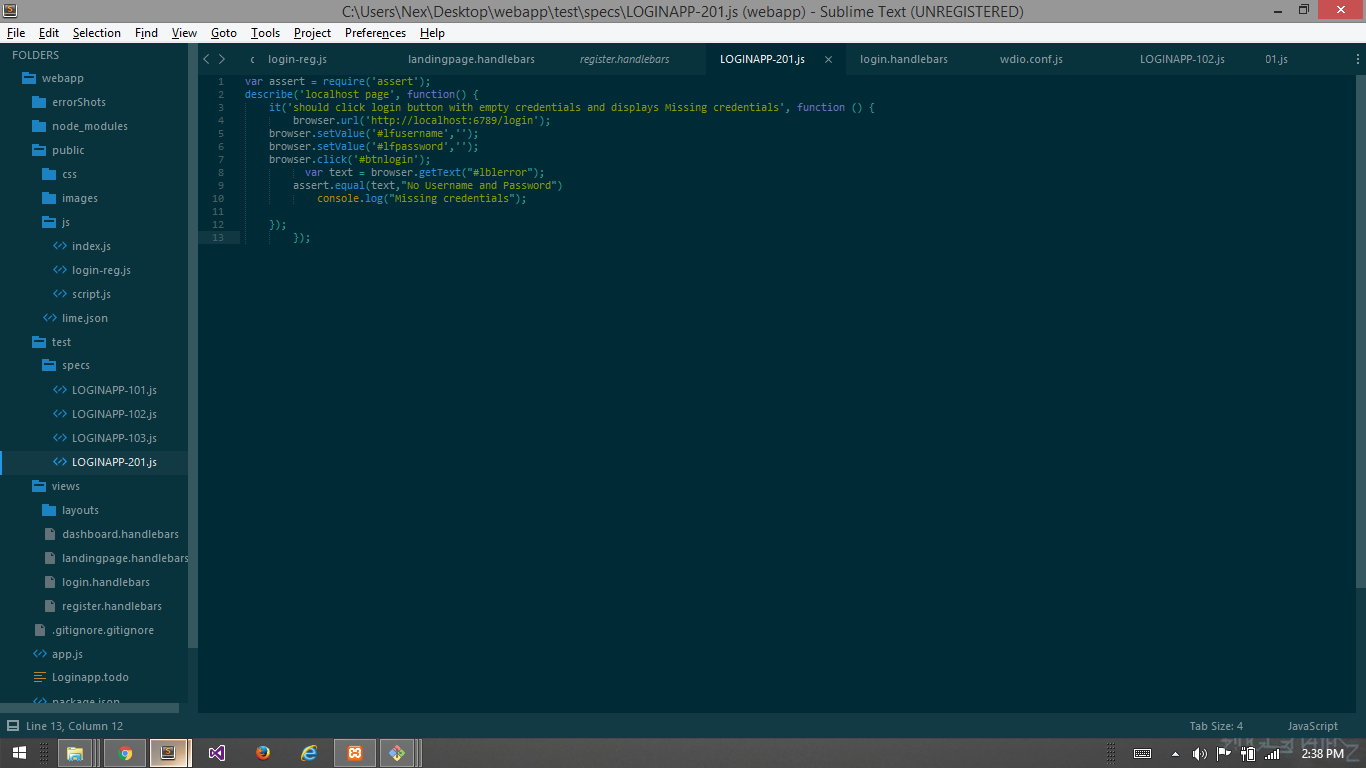 C:\Users\Nex\Desktop\webapp\test\specs\LOGINAPP-201.js (webapp) - Sublime Text (UNREGISTERED)
File Edit Selection Find View Goto Tools Project Preferences Help
FOLDERS
webapp
errorShots
node_modules
public
css
images
js
index.js
login-reg.js
script.js
lime.json
test
specs
LOGINAPP-101.js
LOGINAPP-102.js
LOGINAPP-103.js
LOGINAPP-201.js
views
layouts
dashboard.handlebars
landingpage.handlebars
login.handlebars
register.handlebars
.gitignore.gitignore
app.js
Loginapp.todo
package.json
login-reg.js landingpage.handlebars register.handlebars LOGINAPP-201.js × login.handlebars wdio.conf.js LOGINAPP-102.js 01.js
1 var assert = require('assert');
2 describe('localhost page', function() {
3 it('should click login button with empty credentials and displays Missing credentials', function () {
4 browser.url('http://localhost:6789/login');
5 browser.setValue('#lfusername','');
6 browser.setValue('#lfpassword','');
7 browser.click('#btnlogin');
8 var text = browser.getText("#lblerror");
9 assert.equal(text,"No Username and Password")
10 console.log("Missing credentials");
11
12 });
13 });
Line 13, Column 12
Tab Size: 4
JavaScript
2:38 PM